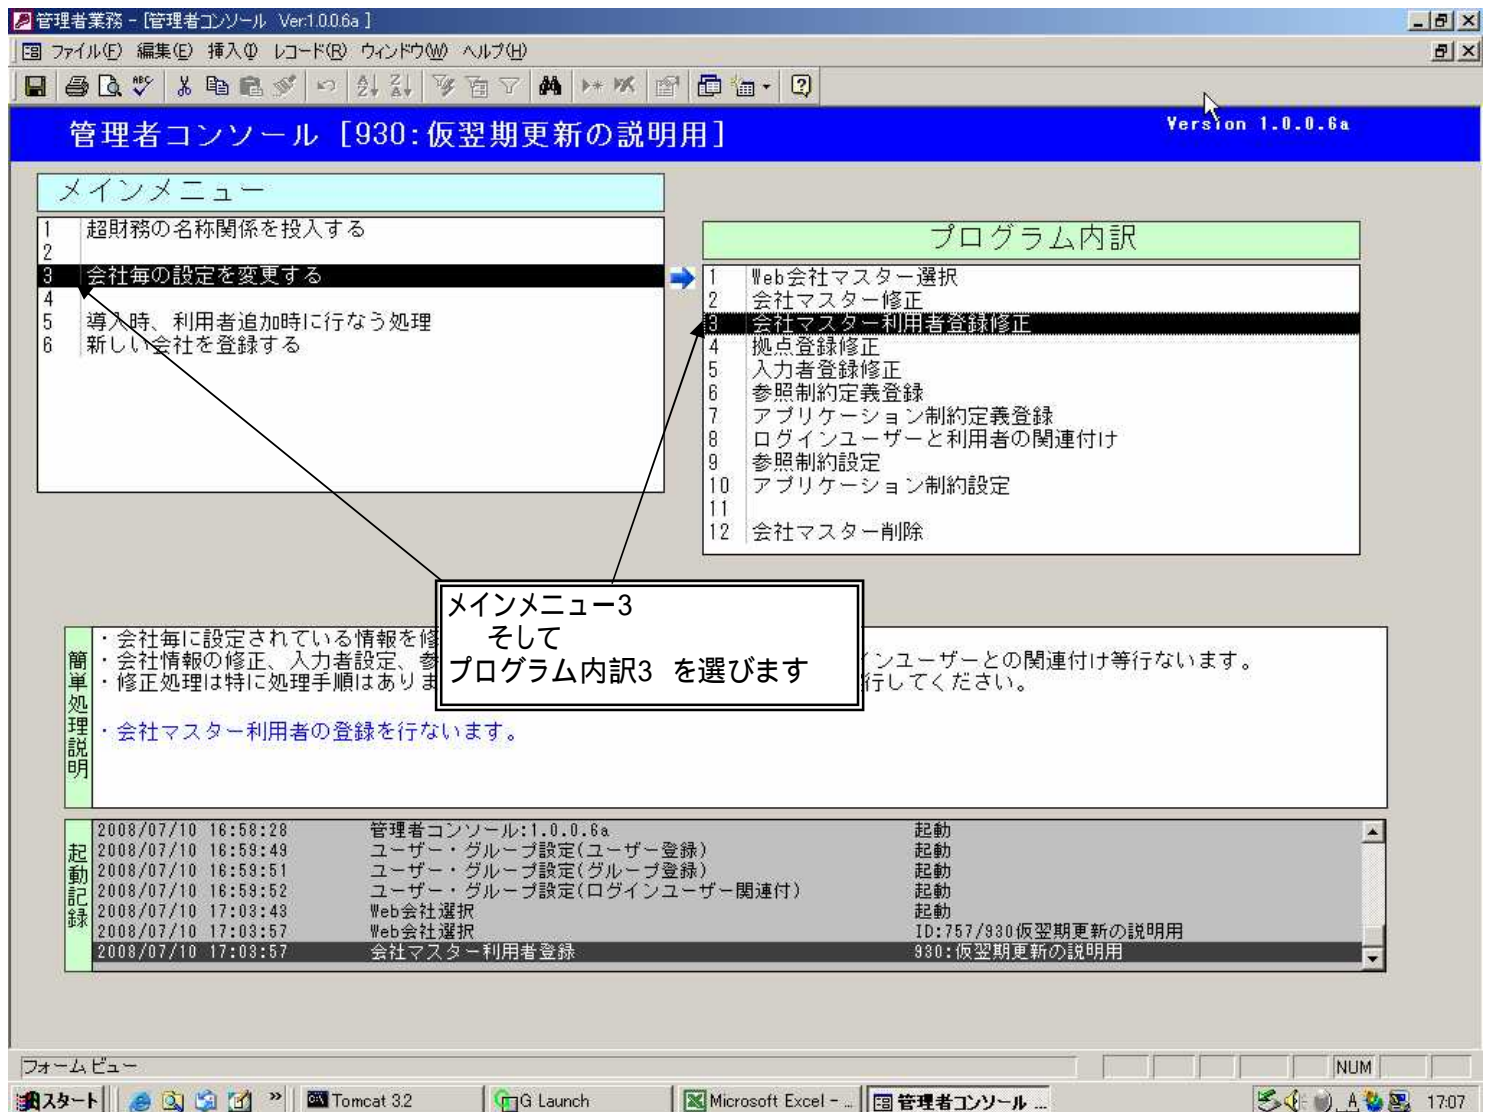 管理者業務 - [管理者コンソール Ver:1.0.0.6a ]
ファイル(F) 編集(E) 挿入(I) レコード(R) ウィンドウ(W) ヘルプ(H)
管理者コンソール [930:仮翌期更新の説明用]
Version 1.0.0.6a
メインメニュー
1 超財務の名称関係を投入する
2
3 会社毎の設定を変更する
4
5 導入時、利用者追加時に行なう処理
6 新しい会社を登録する
プログラム内訳
1 Web会社マスター選択
2 会社マスター修正
3 会社マスター利用者登録修正
4 拠点登録修正
5 入力者登録修正
6 参照制約定義登録
7 アプリケーション制約定義登録
8 ログインユーザーと利用者の関連付け
9 参照制約設定
10 アプリケーション制約設定
11
12 会社マスター削除
メインメニュー3
そして
プログラム内訳3 を選びます
簡単処理説明
・会社毎に設定されている情報を修
・会社情報の修正、入力者設定、参 インユーザーとの関連付け等行ないます。
・修正処理は特に処理手順はありま 行してください。
・会社マスター利用者の登録を行ないます。
起動記録
2008/07/10 16:58:28 管理者コンソール:1.0.0.6a 起動
2008/07/10 16:59:49 ユーザー・グループ設定(ユーザー登録) 起動
2008/07/10 16:59:51 ユーザー・グループ設定(グループ登録) 起動
2008/07/10 16:59:52 ユーザー・グループ設定(ログインユーザー関連付) 起動
2008/07/10 17:03:43 Web会社選択 起動
2008/07/10 17:03:57 Web会社選択 ID:757/930仮翌期更新の説明用
2008/07/10 17:03:57 会社マスター利用者登録 930:仮翌期更新の説明用
フォーム ビュー
NUM
スタート » Tomcat 3.2 G Launch Microsoft Excel - ... 管理者コンソール ... A 17:07